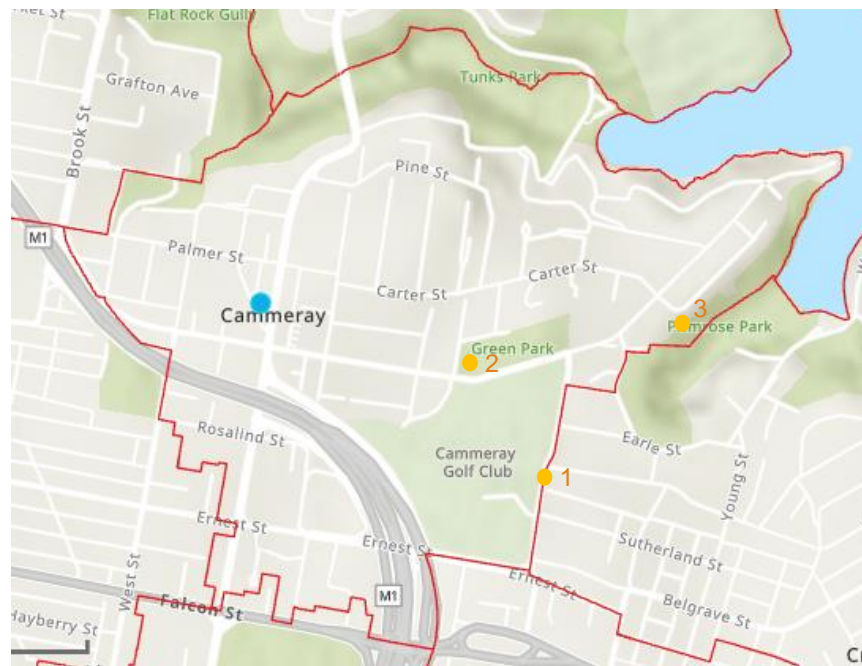 Flat Rock Gully
Grafton Ave
Brook St
Tunks Park
Pine St
M1
Palmer St
Carter St
Carter St
Cammeray
3
Primrose Park
Green Park
2
Rosalind St
Cammeray
Golf Club
1
Earle St
Young St
Ernest St
Ernest St
Sutherland St
West St
Ernest St
M1
Falcon St
Belgrave St
Hayberry St